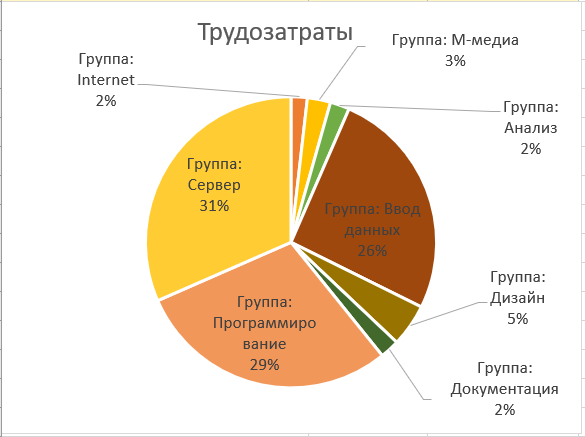 Трудозатраты
Группа:
Internet
2%
Группа: М-медиа
3%
Группа:
Анализ
2%
Группа: Ввод
данных
26%
Группа:
Дизайн
5%
Группа:
Документация
2%
Группа:
Программиро
вание
29%
Группа:
Сервер
31%